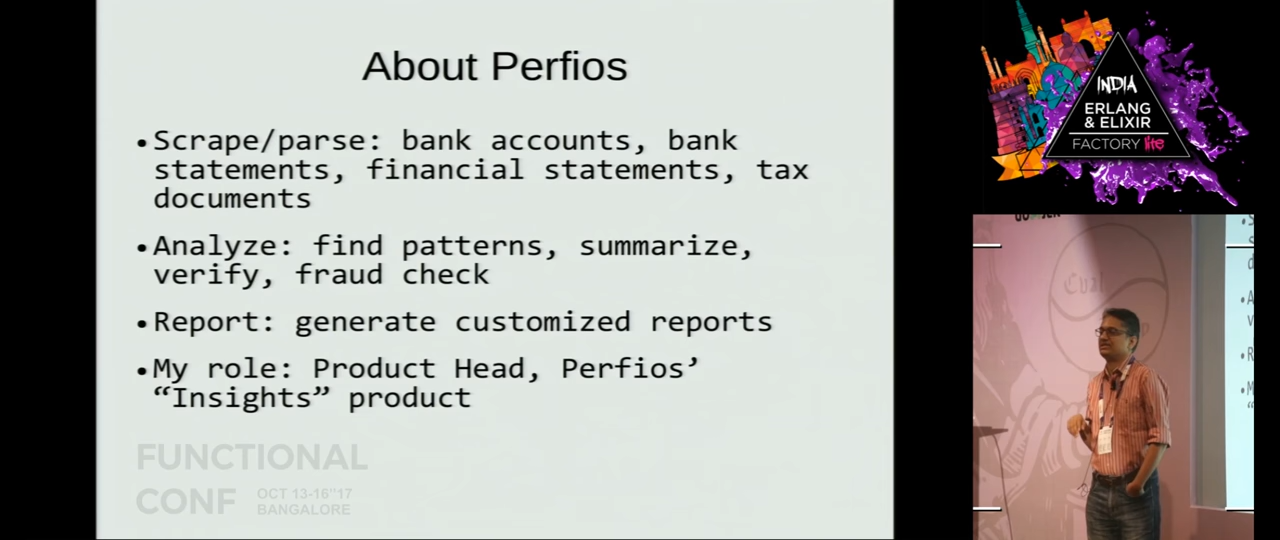 About Perfios
•Scrape/parse: bank accounts, bank
statements, financial statements, tax
documents
•Analyze: find patterns, summarize,
verify, fraud check
•Report: generate customized reports
•My role: Product Head, Perfios’
“Insights” product
FUNCTIONAL
CONF
OCT 13-16"17
BANGALORE
INDIA
ERLANG
& ELIXIR
FACTORY lite